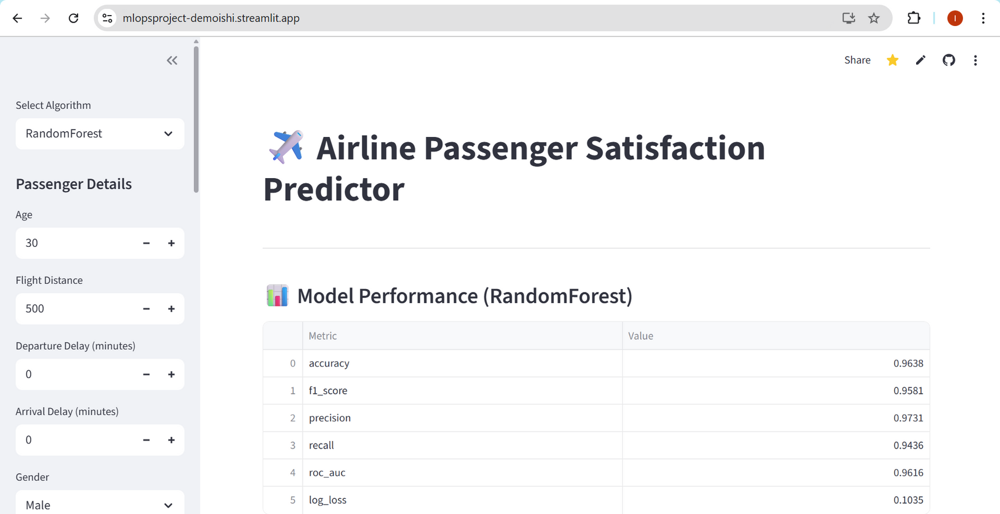 mlopsproject-demoishi.streamlit.app
I
Share
Select Algorithm
RandomForest
Passenger Details
Age
30
Flight Distance
500
Departure Delay (minutes)
0
Arrival Delay (minutes)
0
Gender
Male
Airline Passenger Satisfaction
Predictor
Model Performance (RandomForest)
Metric Value
0 accuracy 0.9638
1 f1_score 0.9581
2 precision 0.9731
3 recall 0.9436
4 roc_auc 0.9616
5 log_loss 0.1035